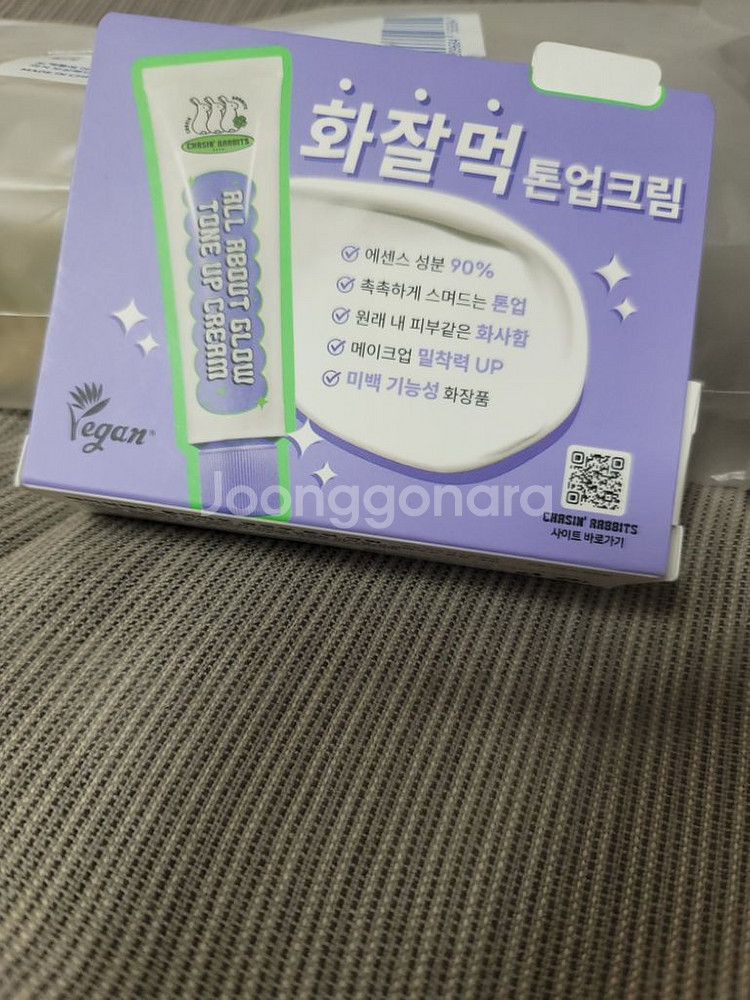 화잘먹 톤업크림
CHASIN' RABBITS
ALL ABOUT GLOW
TONE UP CREAM
에센스 성분 90%
촉촉하게 스며드는 톤업
원래 내 피부같은 화사함
메이크업 밀착력 UP
미백 기능성 화장품
Vegan®
Joonggonara
CHASIN' RABBITS
사이트 바로가기